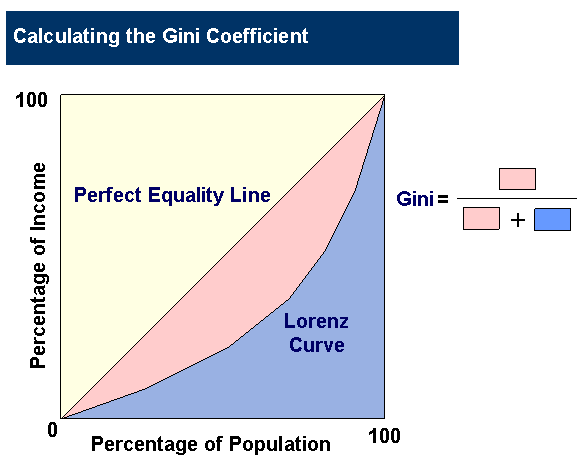 Calculating the Gini Coefficient
100
Percentage of Income
Perfect Equality Line
Gini =
+
Lorenz
Curve
0
Percentage of Population
100